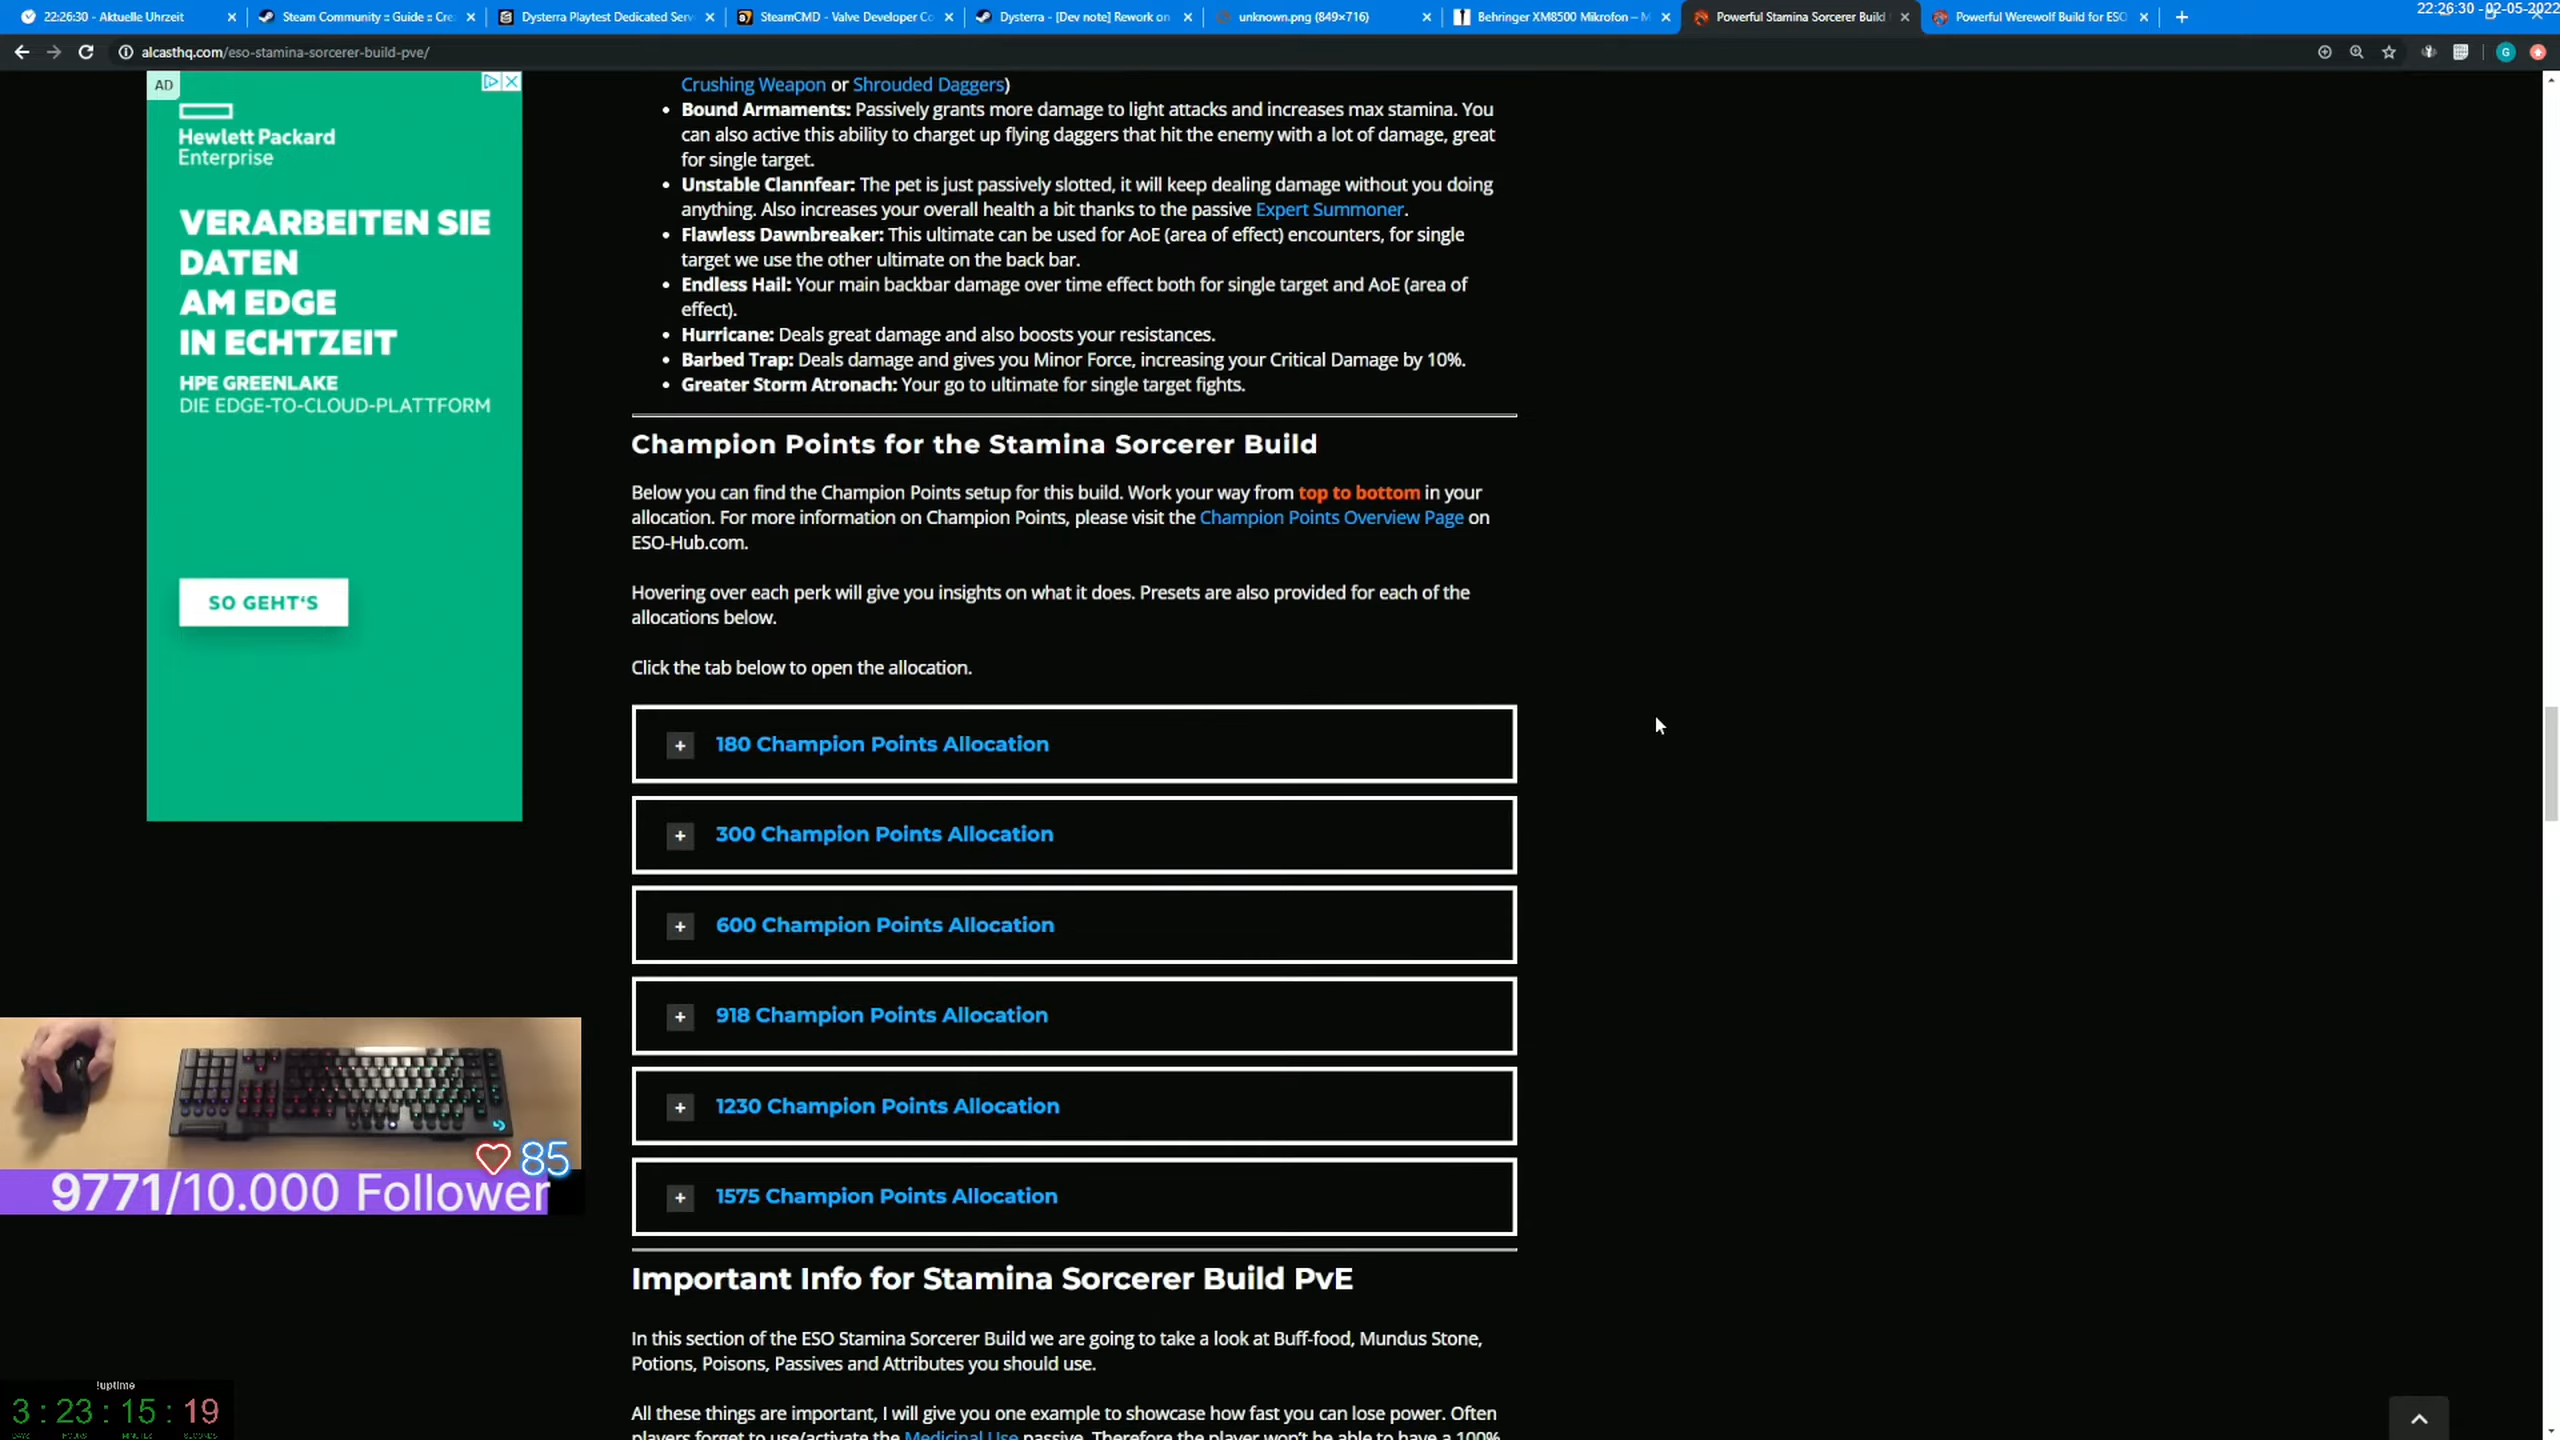 22:26:30 - Aktuelle Uhrzeit
Steam Community :: Guide :: Cre
Dysterra Playtest Dedicated Serv
SteamCMD - Valve Developer Co
Dysterra - [Dev note] Rework on
unknown.png (849×716)
Behringer XM8500 Mikrofon – M
Powerful Stamina Sorcerer Build
Powerful Werewolf Build for ESO
22:26:30 - 02-05-2022
alcasthq.com/eso-stamina-sorcerer-build-pve/
G
AD
Hewlett Packard
Enterprise
VERARBEITEN SIE
DATEN
AM EDGE
IN ECHTZEIT
HPE GREENLAKE
DIE EDGE-TO-CLOUD-PLATTFORM
SO GEHT'S
Crushing Weapon or Shrouded Daggers)
• Bound Armaments: Passively grants more damage to light attacks and increases max stamina. You
can also active this ability to charget up flying daggers that hit the enemy with a lot of damage, great
for single target.
• Unstable Clannfear: The pet is just passively slotted, it will keep dealing damage without you doing
anything. Also increases your overall health a bit thanks to the passive Expert Summoner.
• Flawless Dawnbreaker: This ultimate can be used for AoE (area of effect) encounters, for single
target we use the other ultimate on the back bar.
• Endless Hail: Your main backbar damage over time effect both for single target and AoE (area of
effect).
• Hurricane: Deals great damage and also boosts your resistances.
• Barbed Trap: Deals damage and gives you Minor Force, increasing your Critical Damage by 10%.
• Greater Storm Atronach: Your go to ultimate for single target fights.
Champion Points for the Stamina Sorcerer Build
Below you can find the Champion Points setup for this build. Work your way from top to bottom in your
allocation. For more information on Champion Points, please visit the Champion Points Overview Page on
ESO-Hub.com.
Hovering over each perk will give you insights on what it does. Presets are also provided for each of the
allocations below.
Click the tab below to open the allocation.
+ 180 Champion Points Allocation
+ 300 Champion Points Allocation
+ 600 Champion Points Allocation
+ 918 Champion Points Allocation
+ 1230 Champion Points Allocation
+ 1575 Champion Points Allocation
Important Info for Stamina Sorcerer Build PvE
In this section of the ESO Stamina Sorcerer Build we are going to take a look at Buff-food, Mundus Stone,
Potions, Poisons, Passives and Attributes you should use.
All these things are important, I will give you one example to showcase how fast you can lose power. Often
players forget to use/activate the Medicinal Use passive. Therefore the player won't be able to have a 100%
85
9771/10.000 Follower
!uptime
3 : 23 : 15 : 19
DAYS HOURS MINUTES SECONDS